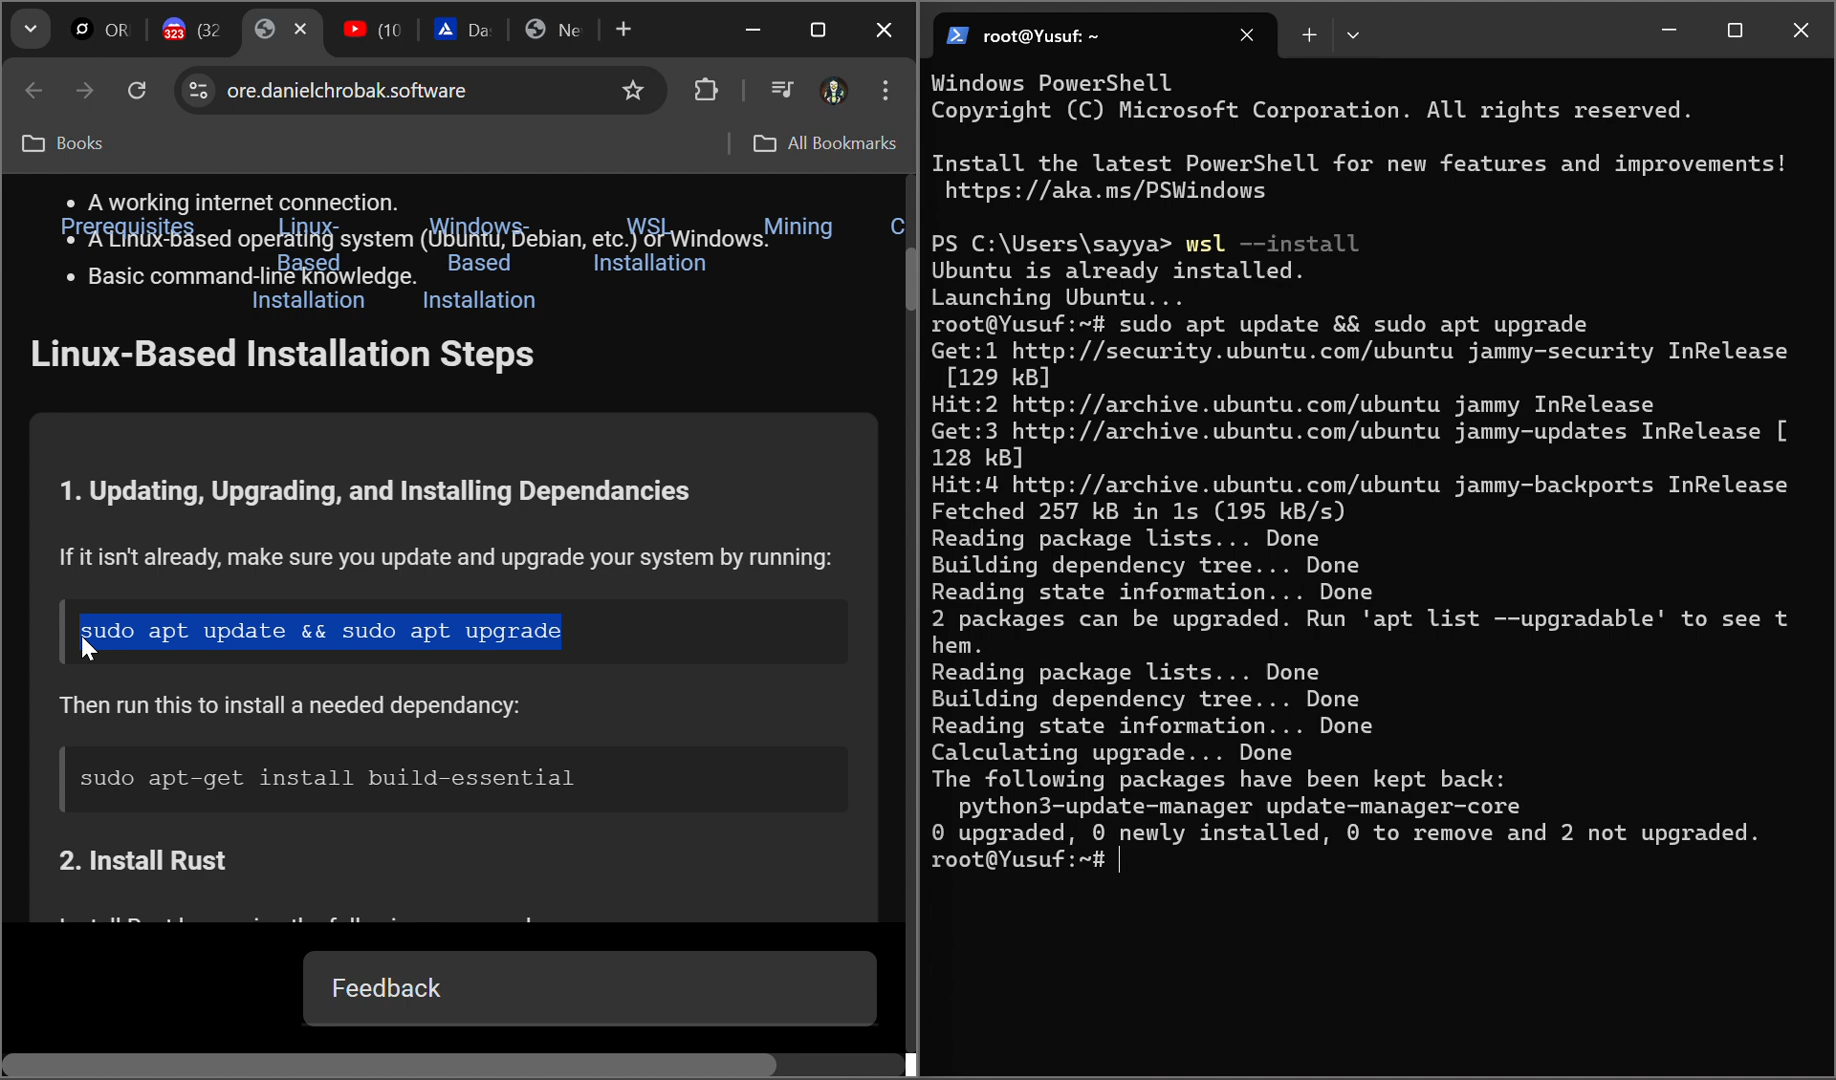 OR
323
(32
(10
Da
Ne
ore.danielchrobak.software
Books
All Bookmarks
• A working internet connection.
Prerequisites
Linux-Based Installation
Windows-Based Installation
WSL Installation
Mining
C
• A Linux-based operating system (Ubuntu, Debian, etc.) or Windows.
• Basic command-line knowledge.
Linux-Based Installation Steps
1. Updating, Upgrading, and Installing Dependancies
If it isn't already, make sure you update and upgrade your system by running:
sudo apt update && sudo apt upgrade
Then run this to install a needed dependancy:
sudo apt-get install build-essential
2. Install Rust
Feedback
root@Yusuf: ~
Windows PowerShell
Copyright (C) Microsoft Corporation. All rights reserved.
Install the latest PowerShell for new features and improvements!
https://aka.ms/PSWindows
PS C:\Users\sayya> wsl --install
Ubuntu is already installed.
Launching Ubuntu...
root@Yusuf:~# sudo apt update && sudo apt upgrade
Get:1 http://security.ubuntu.com/ubuntu jammy-security InRelease
[129 kB]
Hit:2 http://archive.ubuntu.com/ubuntu jammy InRelease
Get:3 http://archive.ubuntu.com/ubuntu jammy-updates InRelease [
128 kB]
Hit:4 http://archive.ubuntu.com/ubuntu jammy-backports InRelease
Fetched 257 kB in 1s (195 kB/s)
Reading package lists... Done
Building dependency tree... Done
Reading state information... Done
2 packages can be upgraded. Run 'apt list --upgradable' to see t
hem.
Reading package lists... Done
Building dependency tree... Done
Reading state information... Done
Calculating upgrade... Done
The following packages have been kept back:
python3-update-manager update-manager-core
0 upgraded, 0 newly installed, 0 to remove and 2 not upgraded.
root@Yusuf:~#